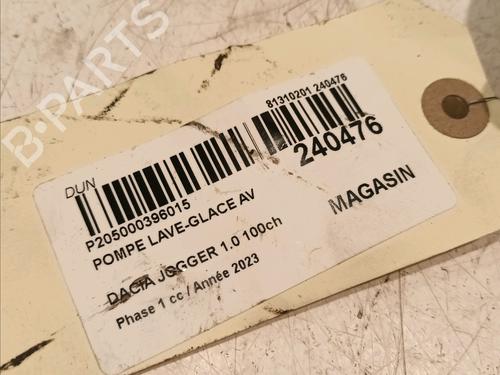 B-PARTS
81310201 240476
DUN
240476
P205000396015
POMPE LAVE-GLACE AV
MAGASIN
DACIA JOGGER 1.0 100ch
Phase 1 cc / Année 2023